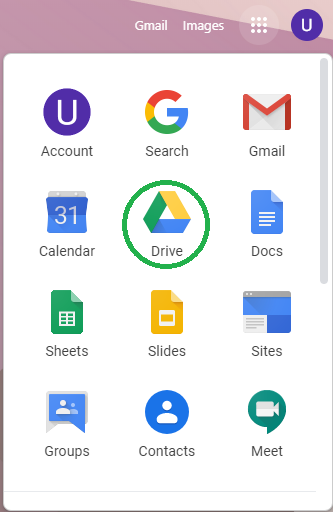 Gmail Images U
U
Account Search Gmail
31
Calendar Drive Docs
Sheets Slides Sites
Groups Contacts Meet